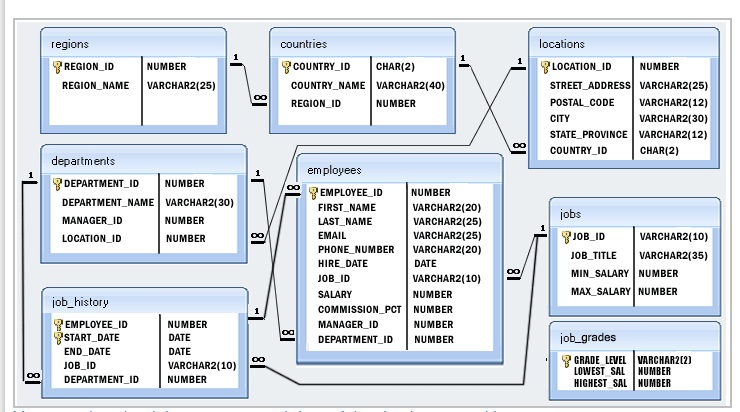 regions
REGION_ID NUMBER
REGION_NAME VARCHAR2(25)
1
∞
countries
COUNTRY_ID CHAR(2)
COUNTRY_NAME VARCHAR2(40)
REGION_ID NUMBER
1
∞
locations
LOCATION_ID NUMBER
STREET_ADDRESS VARCHAR2(25)
POSTAL_CODE VARCHAR2(12)
CITY VARCHAR2(30)
STATE_PROVINCE VARCHAR2(12)
COUNTRY_ID CHAR(2)
1
departments
DEPARTMENT_ID NUMBER
DEPARTMENT_NAME VARCHAR2(30)
MANAGER_ID NUMBER
LOCATION_ID NUMBER
1
1
∞
employees
EMPLOYEE_ID NUMBER
FIRST_NAME VARCHAR2(20)
LAST_NAME VARCHAR2(25)
EMAIL VARCHAR2(25)
PHONE_NUMBER VARCHAR2(20)
HIRE_DATE DATE
JOB_ID VARCHAR2(10)
SALARY NUMBER
COMMISSION_PCT NUMBER
MANAGER_ID NUMBER
DEPARTMENT_ID NUMBER
∞
∞
∞
jobs
JOB_ID VARCHAR2(10)
JOB_TITLE VARCHAR2(35)
MIN_SALARY NUMBER
MAX_SALARY NUMBER
1
job_history
EMPLOYEE_ID NUMBER
START_DATE DATE
END_DATE DATE
JOB_ID VARCHAR2(10)
DEPARTMENT_ID NUMBER
1
∞
∞
job_grades
GRADE_LEVEL VARCHAR2(2)
LOWEST_SAL NUMBER
HIGHEST_SAL NUMBER